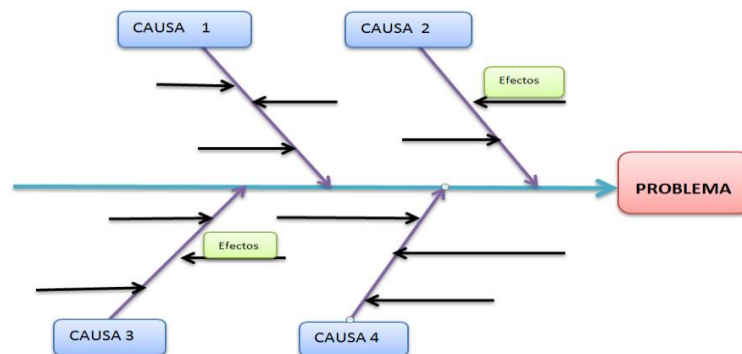 CAUSA 1
CAUSA 2
Efectos
PROBLEMA
Efectos
CAUSA 3
CAUSA 4